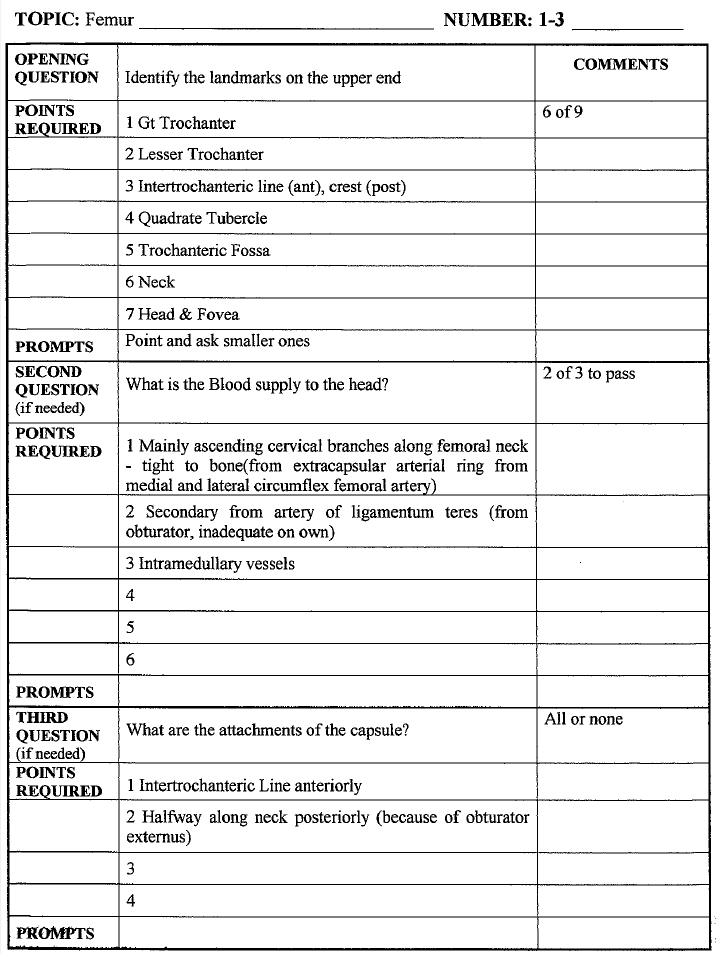 TOPIC: Femur NUMBER: 1-3
OPENING
QUESTION
Identify the landmarks on the upper end
COMMENTS
POINTS
REQUIRED
1 Gt Trochanter
6 of 9
2 Lesser Trochanter
3 Intertrochanteric line (ant), crest (post)
4 Quadrate Tubercle
5 Trochanteric Fossa
6 Neck
7 Head & Fovea
PROMPTS
Point and ask smaller ones
SECOND
QUESTION
(if needed)
What is the Blood supply to the head?
2 of 3 to pass
POINTS
REQUIRED
1 Mainly ascending cervical branches along femoral neck
- tight to bone(from extracapsular arterial ring from
medial and lateral circumflex femoral artery)
2 Secondary from artery of ligamentum teres (from
obturator, inadequate on own)
3 Intramedullary vessels
4
5
6
PROMPTS
THIRD
QUESTION
(if needed)
What are the attachments of the capsule?
All or none
POINTS
REQUIRED
1 Intertrochanteric Line anteriorly
2 Halfway along neck posteriorly (because of obturator
externus)
3
4
PROMPTS